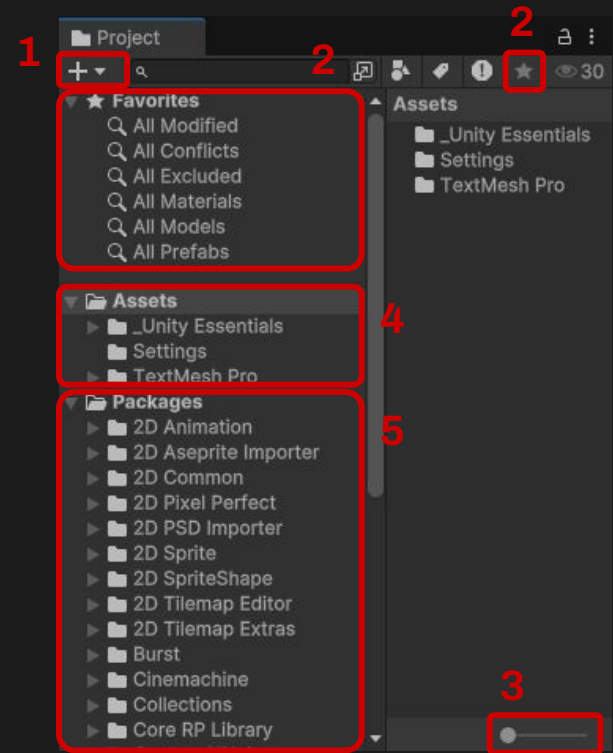 2
1
Project
2
30
Favorites
All Modified
All Conflicts
All Excluded
All Materials
All Models
All Prefabs
Assets
_Unity Essentials
Settings
TextMesh Pro
4
Packages
2D Animation
2D Aseprite Importer
2D Common
2D Pixel Perfect
2D PSD Importer
2D Sprite
2D SpriteShape
2D Tilemap Editor
2D Tilemap Extras
Burst
Cinemachine
Collections
Core RP Library
5
Assets
_Unity Essentials
Settings
TextMesh Pro
3